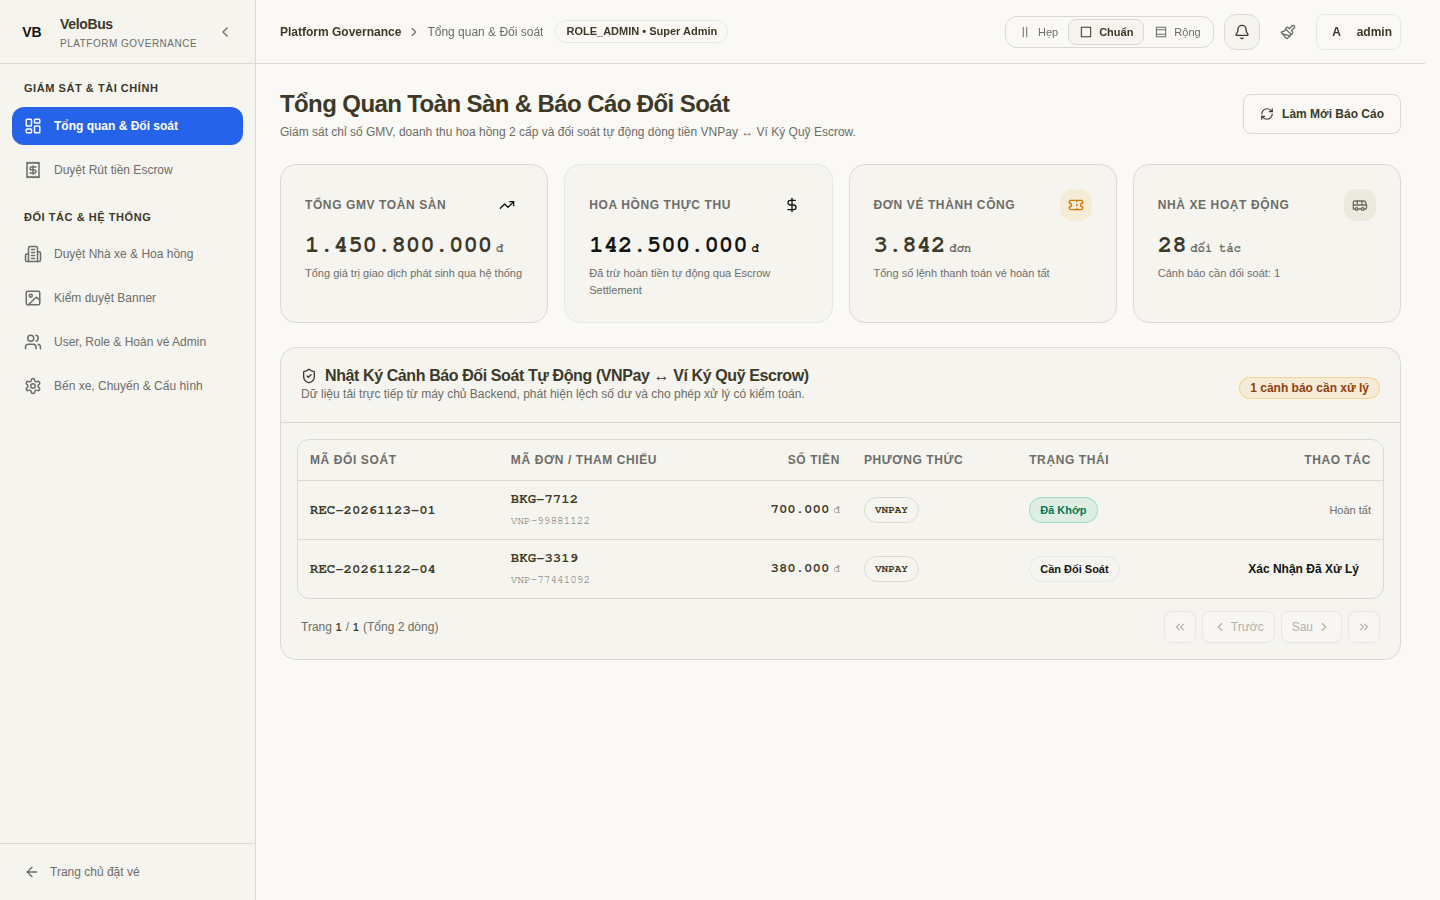 VB
VeloBus
PLATFORM GOVERNANCE
GIÁM SÁT & TÀI CHÍNH
Tổng quan & Đối soát
Duyệt Rút tiền Escrow
ĐỐI TÁC & HỆ THỐNG
Duyệt Nhà xe & Hoa hồng
Kiểm duyệt Banner
User, Role & Hoàn vé Admin
Bến xe, Chuyến & Cấu hình
Trang chủ đặt vé
Platform Governance > Tổng quan & Đối soát
ROLE_ADMIN • Super Admin
Hẹp
Chuẩn
Rộng
A admin
Tổng Quan Toàn Sàn & Báo Cáo Đối Soát
Giám sát chỉ số GMV, doanh thu hoa hồng 2 cấp và đối soát tự động dòng tiền VNPay ↔ Ví Ký Quỹ Escrow.
Làm Mới Báo Cáo
TỔNG GMV TOÀN SÀN
1.450.800.000 đ
Tổng giá trị giao dịch phát sinh qua hệ thống
HOA HỒNG THỰC THU
142.500.000 đ
Đã trừ hoàn tiền tự động qua Escrow
Settlement
ĐƠN VÉ THÀNH CÔNG
3.842 đơn
Tổng số lệnh thanh toán vé hoàn tất
NHÀ XE HOẠT ĐỘNG
28 đối tác
Cảnh báo cần đối soát: 1
Nhật Ký Cảnh Báo Đối Soát Tự Động (VNPay ↔ Ví Ký Quỹ Escrow)
Dữ liệu tải trực tiếp từ máy chủ Backend, phát hiện lệch số dư và cho phép xử lý có kiểm toán.
1 cảnh báo cần xử lý
MÃ ĐỐI SOÁT MÃ ĐƠN / THAM CHIẾU SỐ TIỀN PHƯƠNG THỨC TRẠNG THÁI THAO TÁC
REC-20261123-01
BKG-7712
VNP-99881122
700.000 đ
VNPAY
Đã Khớp
Hoàn tất
REC-20261122-04
BKG-3319
VNP-77441092
380.000 đ
VNPAY
Cần Đối Soát
Xác Nhận Đã Xử Lý
Trang 1 / 1 (Tổng 2 dòng)
Trước
Sau